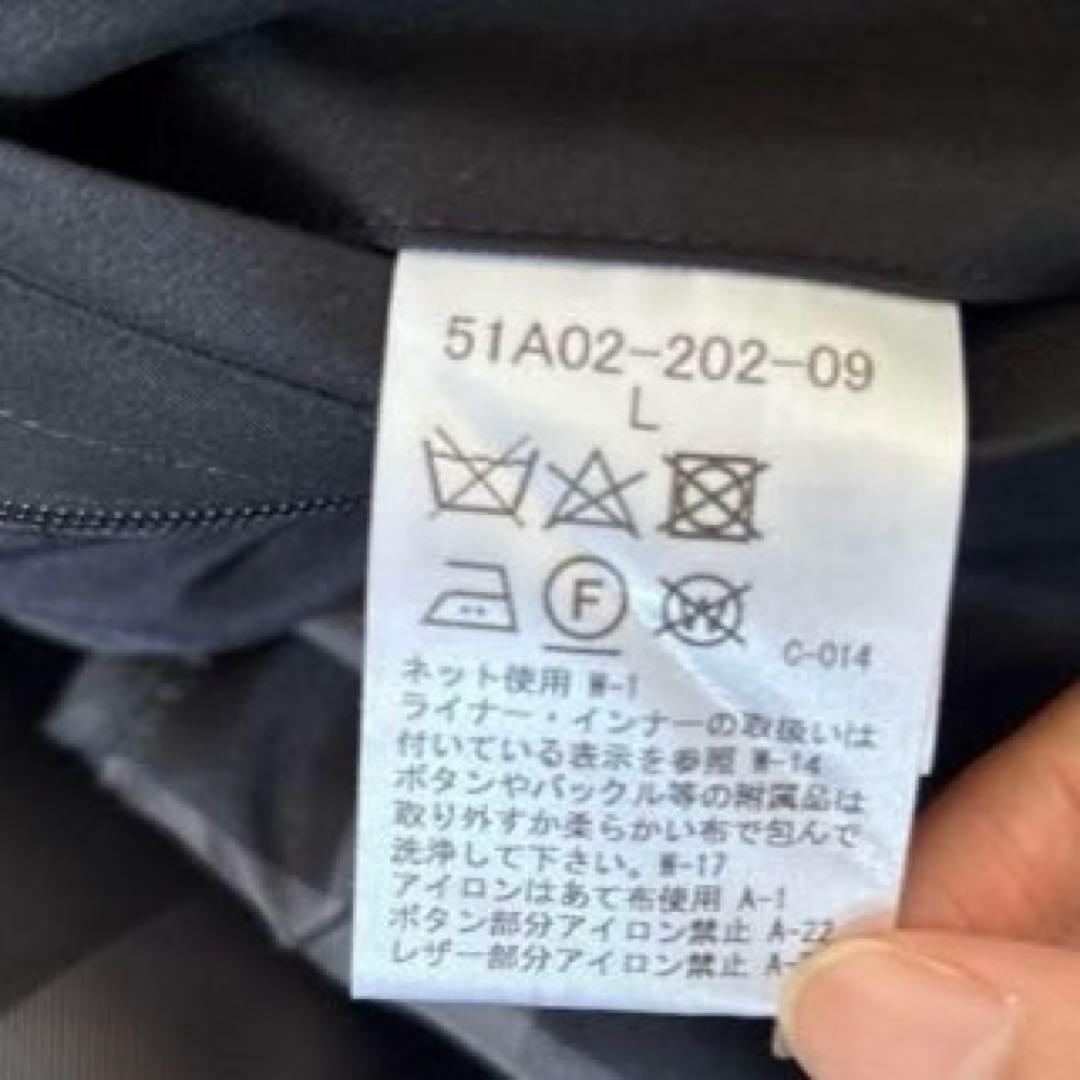 51A02-202-09
L
F
W
C-014
ネット使用 W-1
ライナー・インナーの取扱いは
付いている表示を参照 W-14
ボタンやバックル等の附属品は
取り外すか柔らかい布で包んで
洗浄して下さい。W-17
アイロンはあて布使用 A-1
ボタン部分アイロン禁止 A-22
レザー部分アイロン禁止